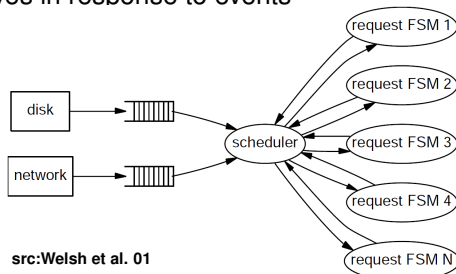 in response to events
request FSM 1
request FSM 2
disk
scheduler
request FSM 3
network
request FSM 4
src:Welsh et al. 01
request FSM N